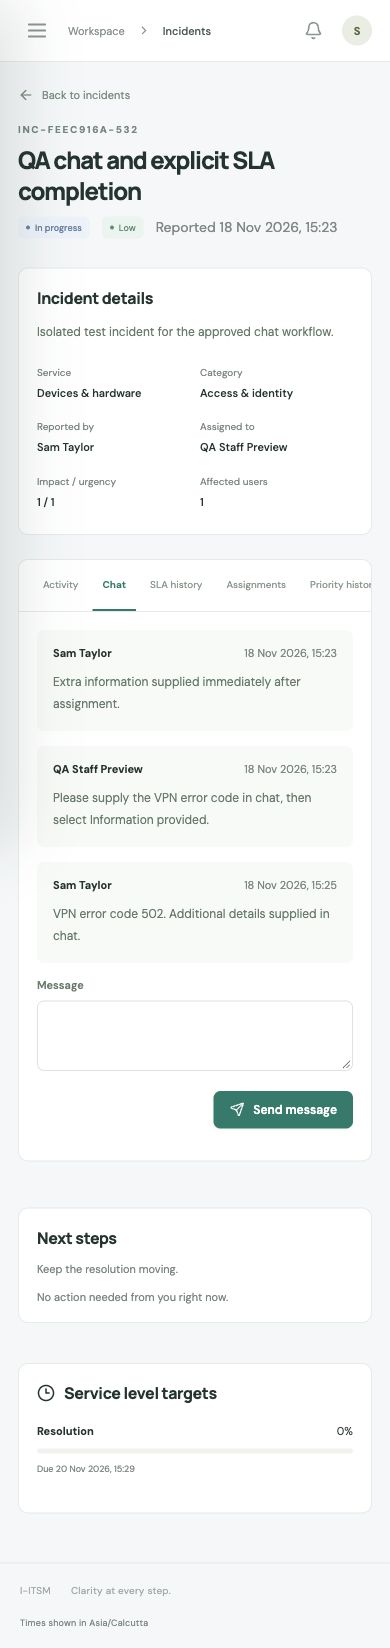 Workspace > Incidents S
Back to incidents
INC-FEEC916A-532
QA chat and explicit SLA
completion
In progress Low Reported 18 Nov 2026, 15:23
Incident details
Isolated test incident for the approved chat workflow.
Service Category
Devices & hardware Access & identity
Reported by Assigned to
Sam Taylor QA Staff Preview
Impact / urgency Affected users
1 / 1 1
Activity Chat SLA history Assignments Priority histor
Sam Taylor 18 Nov 2026, 15:23
Extra information supplied immediately after
assignment.
QA Staff Preview 18 Nov 2026, 15:23
Please supply the VPN error code in chat, then
select Information provided.
Sam Taylor 18 Nov 2026, 15:25
VPN error code 502. Additional details supplied in
chat.
Message
Send message
Next steps
Keep the resolution moving.
No action needed from you right now.
Service level targets
Resolution 0%
Due 20 Nov 2026, 15:29
I-ITSM Clarity at every step.
Times shown in Asia/Calcutta